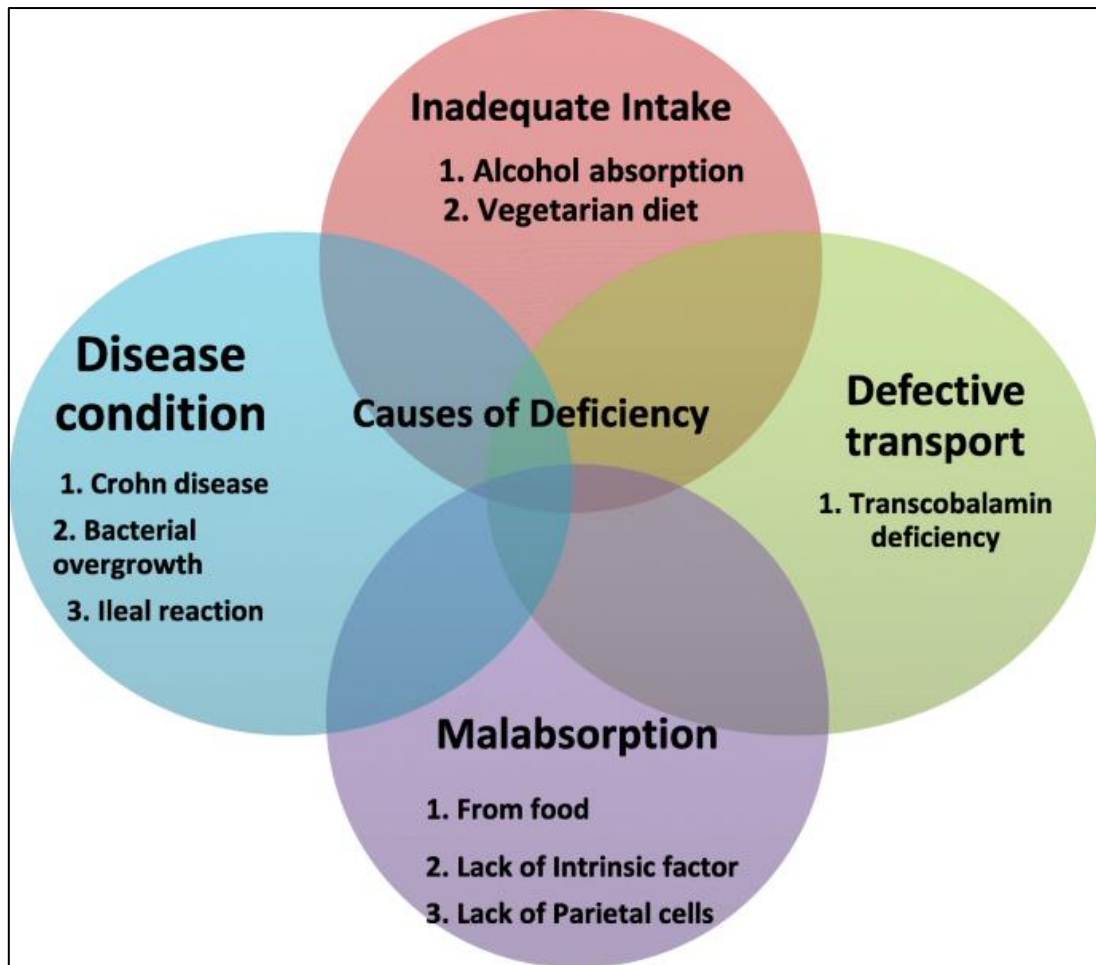 Inadequate Intake
1. Alcohol absorption
2. Vegetarian diet
Disease
condition
1. Crohn disease
2. Bacterial
overgrowth
3. Ileal reaction
Causes of Deficiency
Defective
transport
1. Transcobalamin
deficiency
Malabsorption
1. From food
2. Lack of Intrinsic factor
3. Lack of Parietal cells